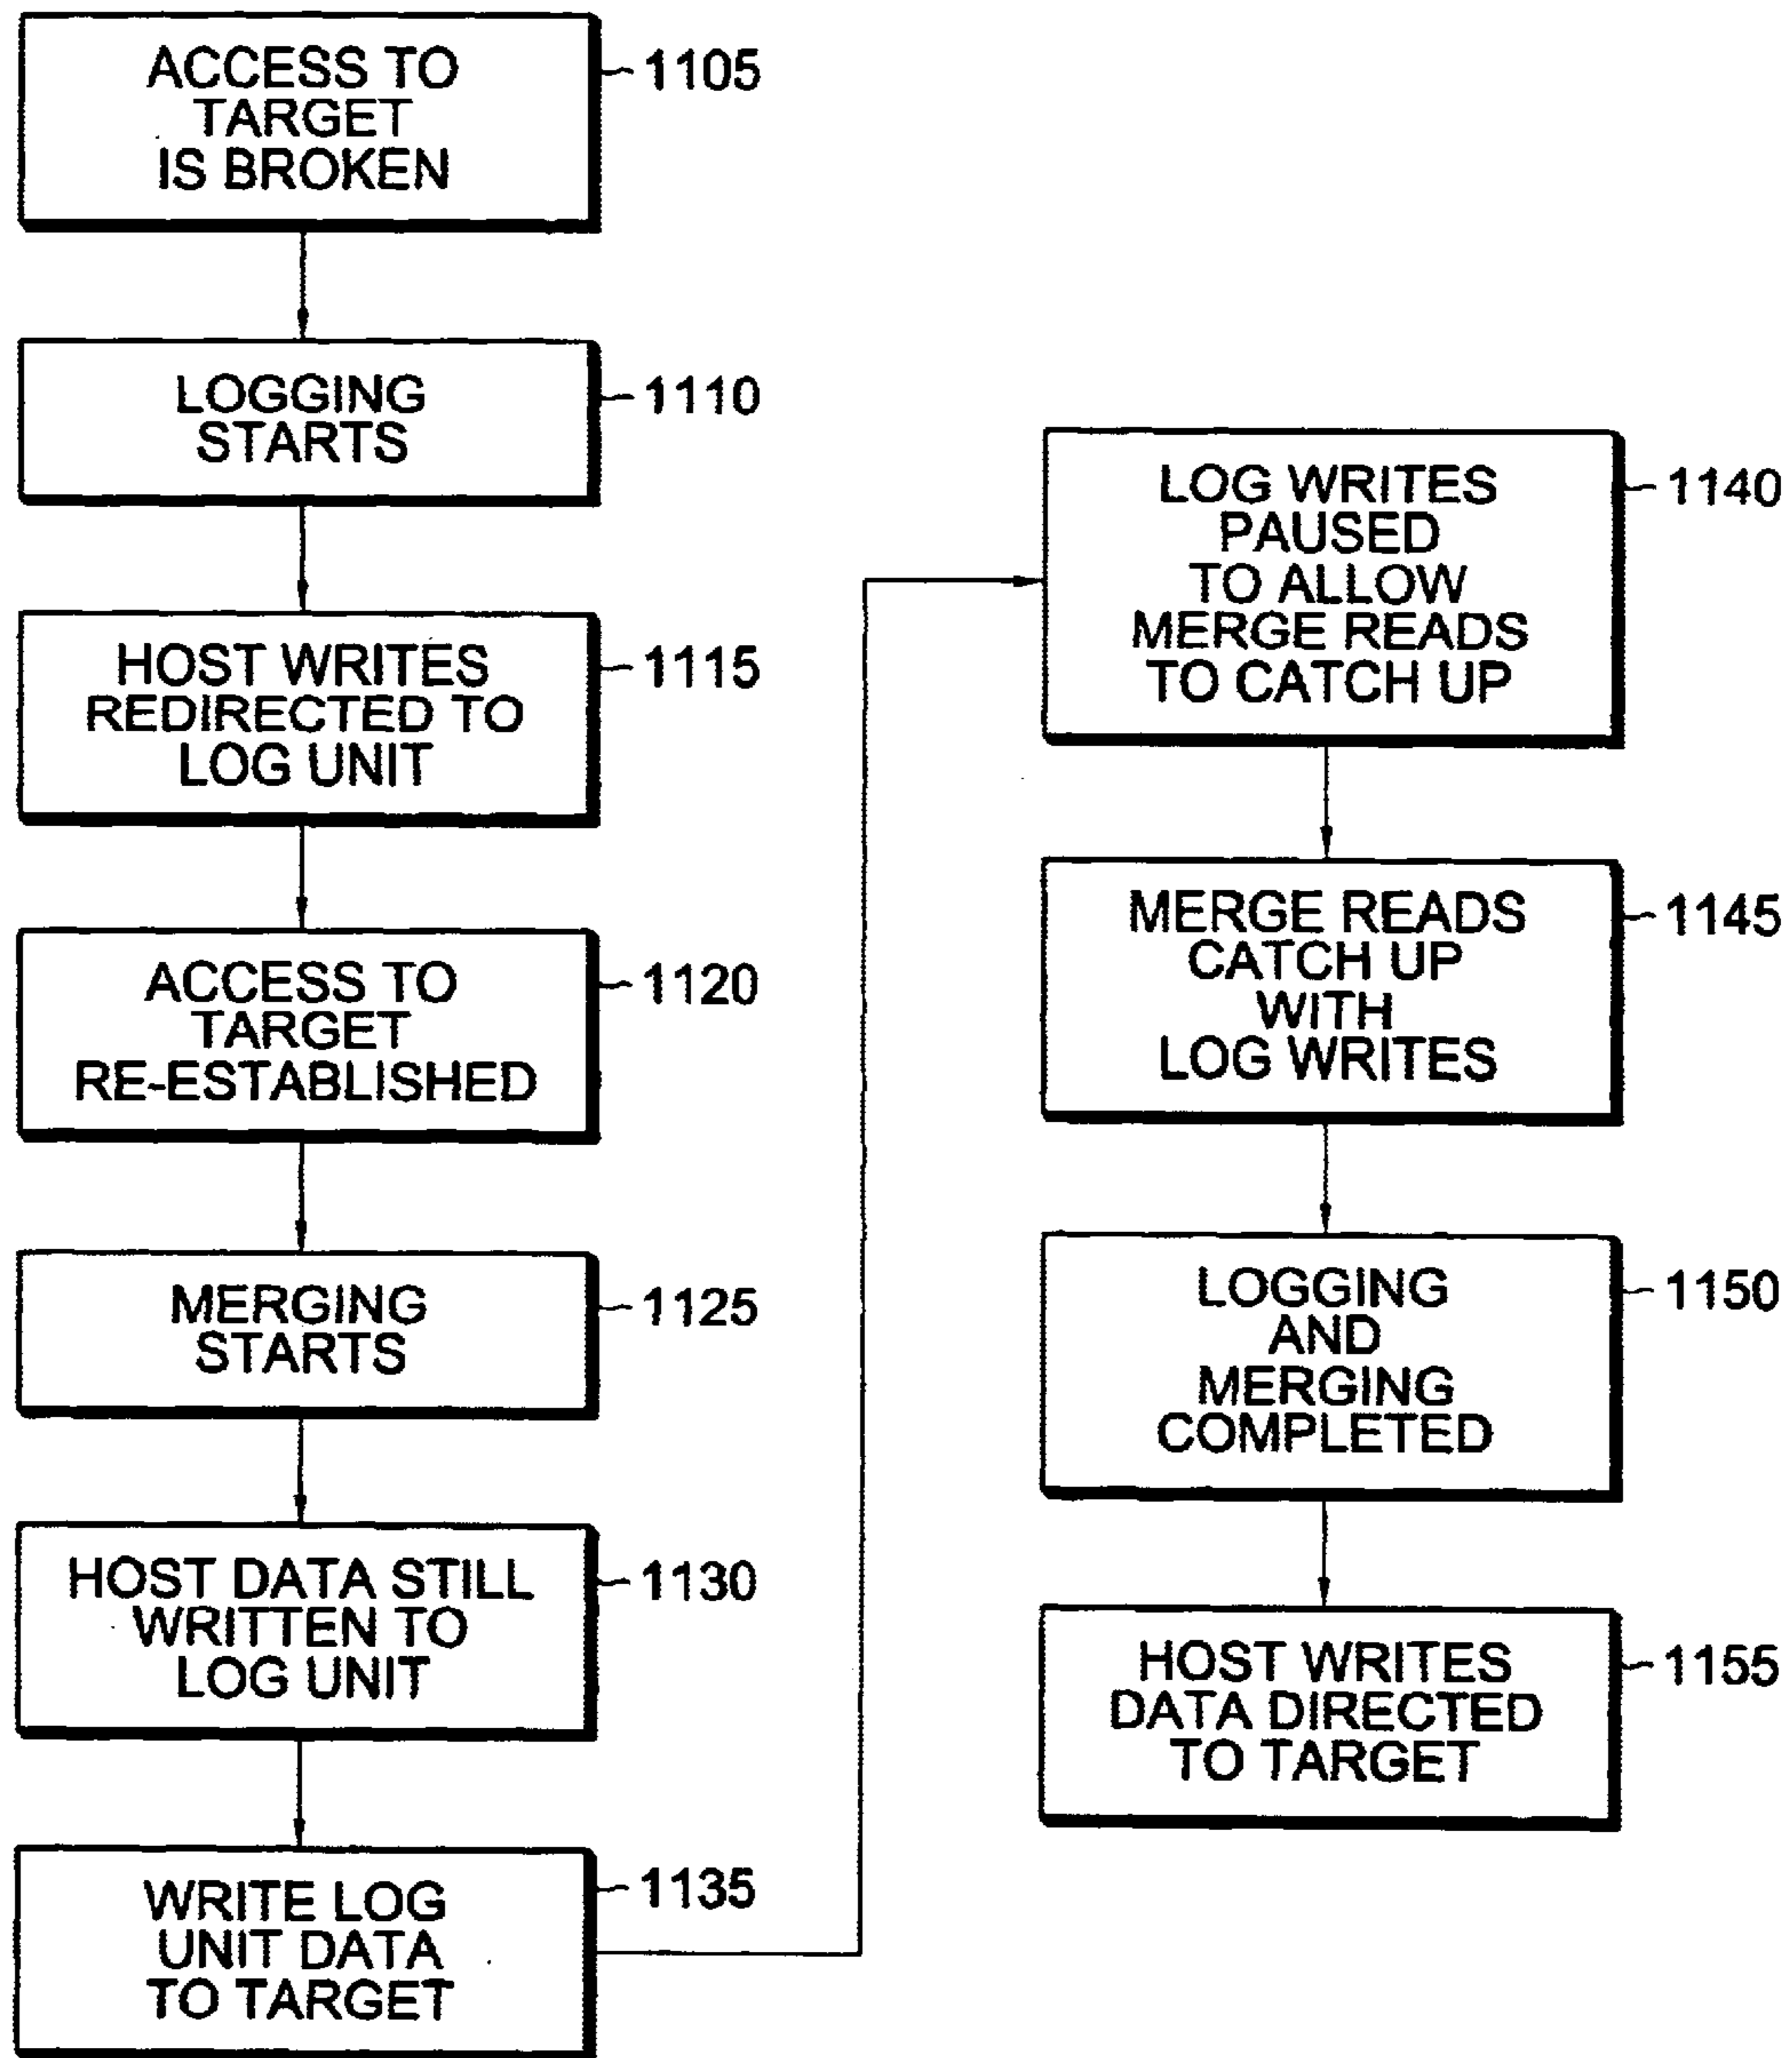 ACCESS TO
TARGET
IS BROKEN
1105
LOGGING
STARTS
1110
HOST WRITES
REDIRECTED TO
LOG UNIT
1115
ACCESS TO
TARGET
RE-ESTABLISHED
1120
MERGING
STARTS
1125
HOST DATA STILL
WRITTEN TO
LOG UNIT
1130
WRITE LOG
UNIT DATA
TO TARGET
1135
LOG WRITES
PAUSED
TO ALLOW
MERGE READS
TO CATCH UP
1140
MERGE READS
CATCH UP
WITH
LOG WRITES
1145
LOGGING
AND
MERGING
COMPLETED
1150
HOST WRITES
DATA DIRECTED
TO TARGET
1155